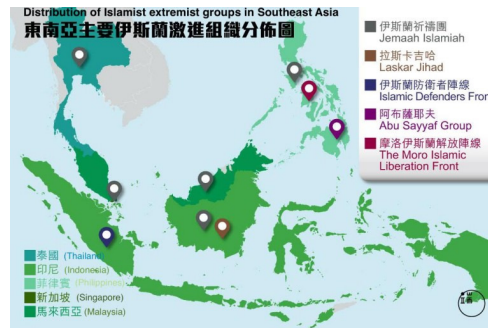 Distribution of Islamist extremist groups in Southeast Asia
東南亞主要伊斯蘭激進組織分佈圖
伊斯蘭祈禱團
Jemaah Islamiah
拉斯卡吉哈
Laskar Jihad
伊斯蘭防衛者陣線
Islamic Defenders Fron
阿布薩耶夫
Abu Sayyaf Group
摩洛伊斯蘭解放陣線
The Moro Islamic
Liberation Front
泰國 (Thailand)
印尼 (Indonesia)
菲律賓 (Philippines)
新加坡 (Singapore)
馬來西亞 (Malaysia)